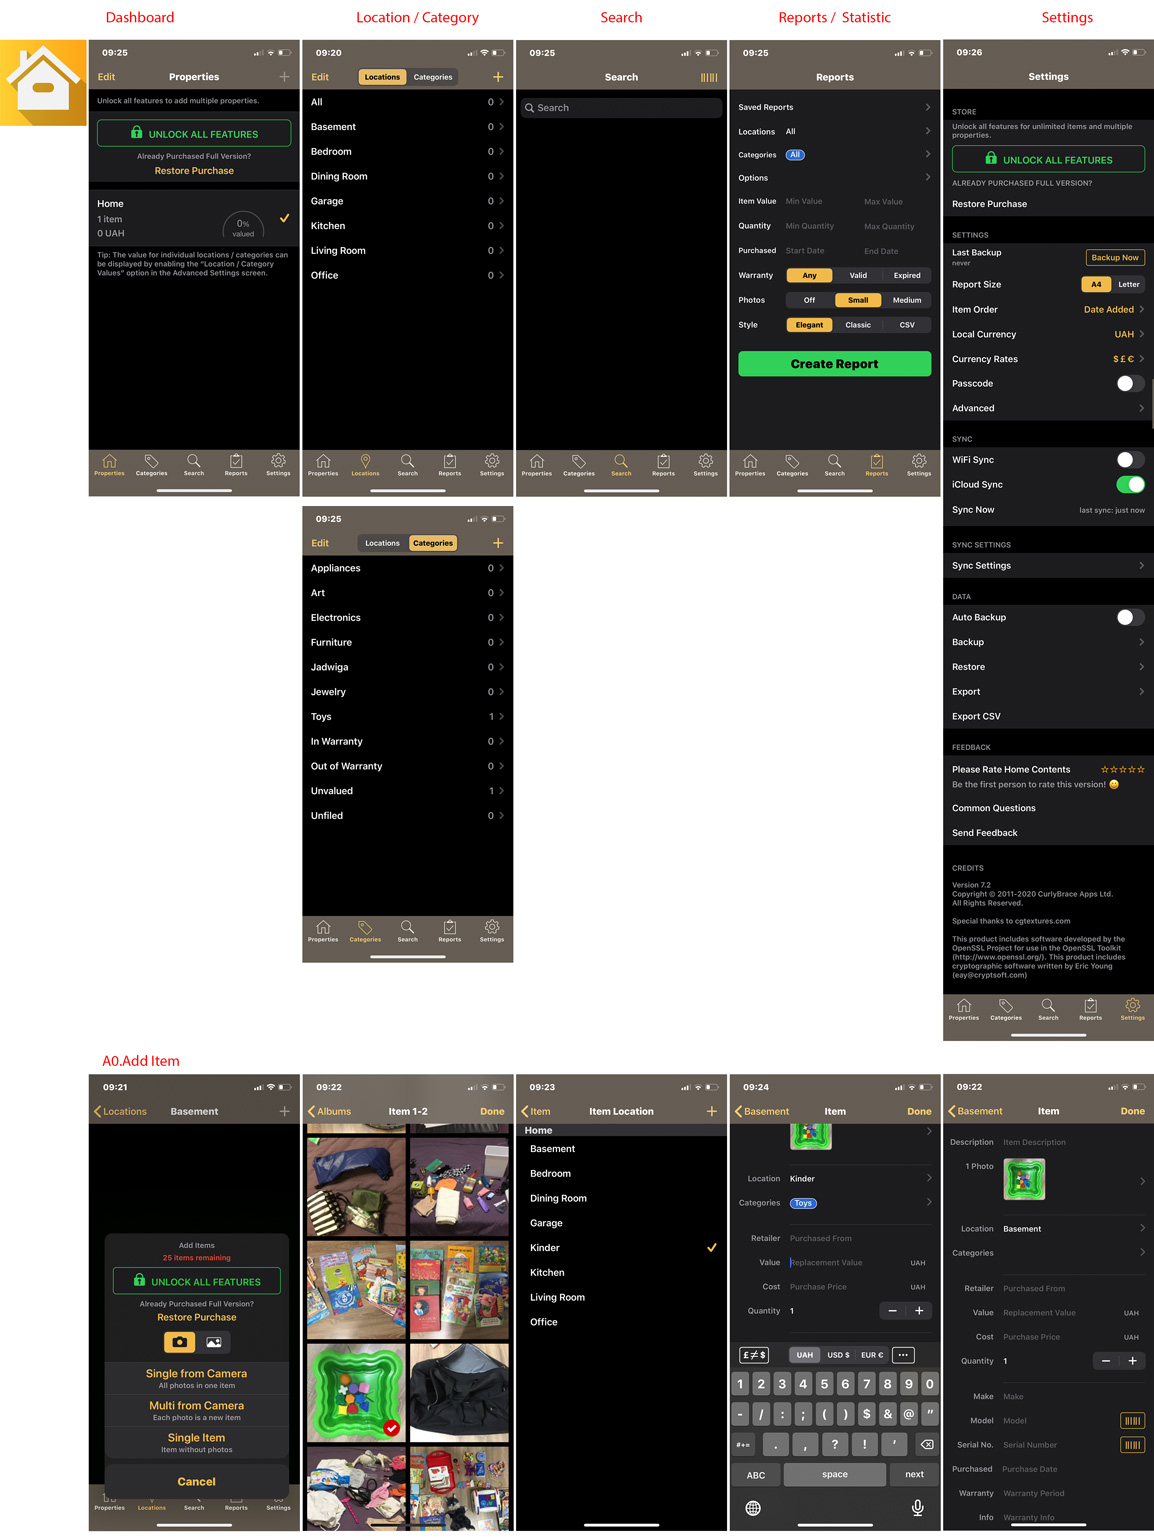 Dashboard
Location / Category
Search
Reports / Statistic
Settings
09:25
Edit
Properties
Unlock all features to add multiple properties.
UNLOCK ALL FEATURES
Already Purchased Full Version?
Restore Purchase
Home
1 item
0 UAH
0%
valued
Tip: The value for individual locations / categories can
be displayed by enabling the "Location / Category
Values" option in the Advanced Settings screen.
Properties
Categories
Search
Reports
Settings
09:20
Edit
Locations
Categories
All 0
Basement 0
Bedroom 0
Dining Room 0
Garage 0
Kitchen 0
Living Room 0
Office 0
Properties
Locations
Search
Reports
Settings
09:25
Search
Search
Properties
Categories
Search
Reports
Settings
09:25
Reports
Saved Reports
Locations All
Categories All
Options
Item Value Min Value Max Value
Quantity Min Quantity Max Quantity
Purchased Start Date End Date
Warranty Any Valid Expired
Photos Off Small Medium
Style Elegant Classic CSV
Create Report
Properties
Categories
Search
Reports
Settings
09:26
Settings
STORE
Unlock all features for unlimited items and multiple
properties.
UNLOCK ALL FEATURES
ALREADY PURCHASED FULL VERSION?
Restore Purchase
SETTINGS
Last Backup
never
Backup Now
Report Size A4 Letter
Item Order Date Added
Local Currency UAH
Currency Rates $ £ €
Passcode
Advanced
SYNC
WiFi Sync
iCloud Sync
Sync Now last sync: just now
SYNC SETTINGS
Sync Settings
DATA
Auto Backup
Backup
Restore
Export
Export CSV
FEEDBACK
Please Rate Home Contents ☆☆☆☆☆
Be the first person to rate this version! 😀
Common Questions
Send Feedback
CREDITS
Version 7.2
Copyright © 2011-2020 CurlyBrace Apps Ltd.
All Rights Reserved.
Special thanks to cgtextures.com
This product includes software developed by the
OpenSSL Project for use in the OpenSSL Toolkit
(http://www.openssl.org/). This product includes
cryptographic software written by Eric Young
(eay@cryptsoft.com)
Properties
Categories
Search
Reports
Settings
09:25
Edit
Locations
Categories
Appliances 0
Art 0
Electronics 0
Furniture 0
Jadwiga 0
Jewelry 0
Toys 1
In Warranty 0
Out of Warranty 0
Unvalued 1
Unfiled 0
Properties
Categories
Search
Reports
Settings
A0.Add Item
09:21
Locations
Basement
Add Items
25 items remaining
UNLOCK ALL FEATURES
Already Purchased Full Version?
Restore Purchase
Single from Camera
All photos in one item
Multi from Camera
Each photo is a new item
Single Item
Item without photos
Cancel
Properties
Locations
Search
Reports
Settings
09:22
Albums
Item 1-2
Done
09:23
Item
Item Location
Home
Basement
Bedroom
Dining Room
Garage
Kinder
Kitchen
Living Room
Office
09:24
Basement
Item
Done
Location Kinder
Categories Toys
Retailer Purchased From
Value Replacement Value UAH
Cost Purchase Price UAH
Quantity 1 − +
£≠$ UAH USD $ EUR € ...
1 2 3 4 5 6 7 8 9 0
- / : ; ( ) $ & @ "
#+= . , ? ! '
ABC space next
09:22
Basement
Item
Done
Description Item Description
1 Photo
Location Basement
Categories
Retailer Purchased From
Value Replacement Value UAH
Cost Purchase Price UAH
Quantity 1 − +
Make Make
Model Model
Serial No. Serial Number
Purchased Purchase Date
Warranty Warranty Period
Info Warranty Info